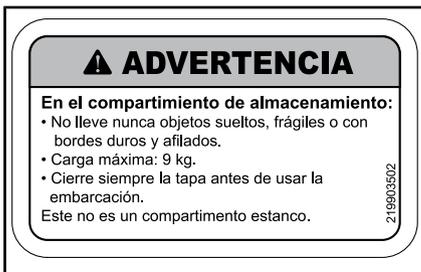 ADVERTENCIA
En el compartimiento de almacenamiento:
• No lleve nunca objetos sueltos, frágiles o con
bordes duros y afilados.
• Carga máxima: 9 kg.
• Cierre siempre la tapa antes de usar la
embarcación.
Este no es un compartimento estanco.
219903502